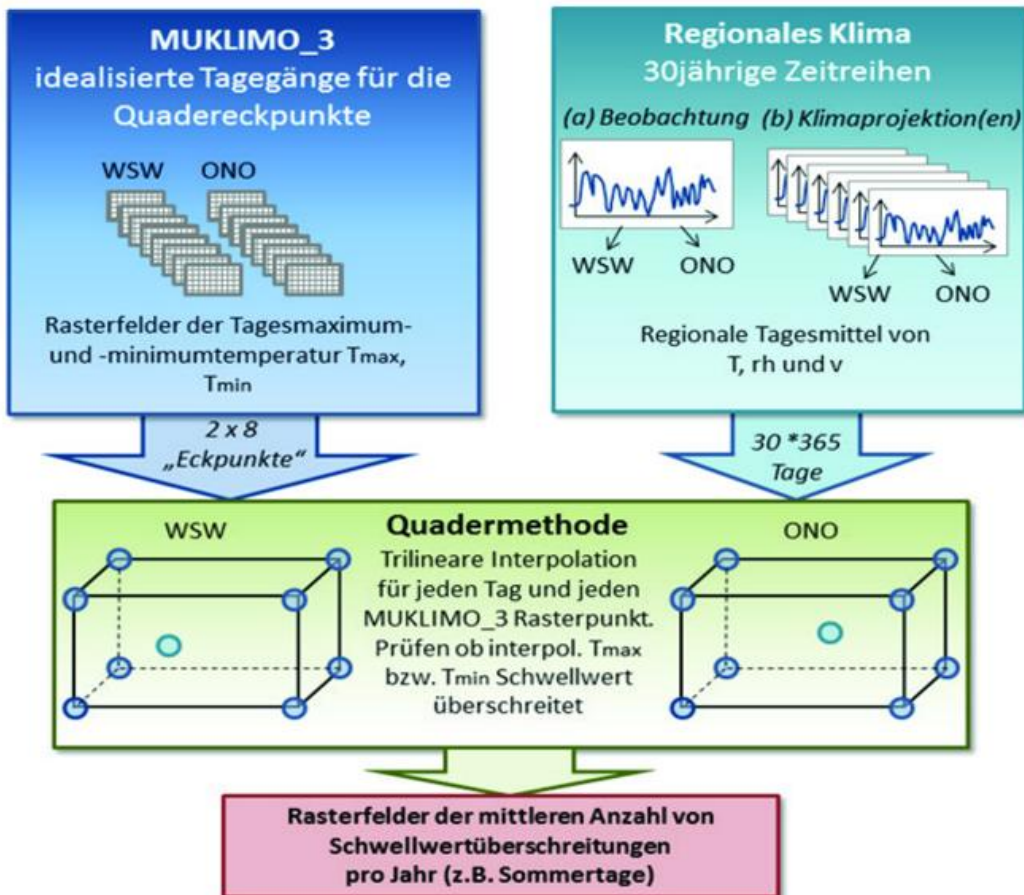 MUKLIMO_3
idealisierte Tagegänge für die
Quadereckpunkte
WSW ONO
Rasterfelder der Tagesmaximum-
und -minimumtemperatur Tmax,
Tmin
Regionales Klima
30jährige Zeitreihen
(a) Beobachtung (b) Klimaprojektion(en)
WSW ONO
WSW ONO
Regionale Tagesmittel von
T, rh und v
2 x 8
„Eckpunkte“
30 *365
Tage
WSW
Quadermethode
Trilineare Interpolation
für jeden Tag und jeden
MUKLIMO_3 Rasterpunkt.
Prüfen ob interpol. Tmax
bzw. Tmin Schwellwert
überschreitet
ONO
Rasterfelder der mittleren Anzahl von
Schwellwertüberschreitungen
pro Jahr (z.B. Sommertage)